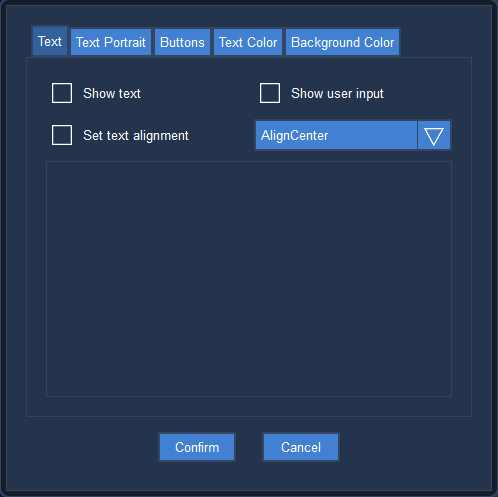 Text Text Portrait Buttons Text Color Background Color
Show text Show user input
Set text alignment AlignCenter
Confirm Cancel